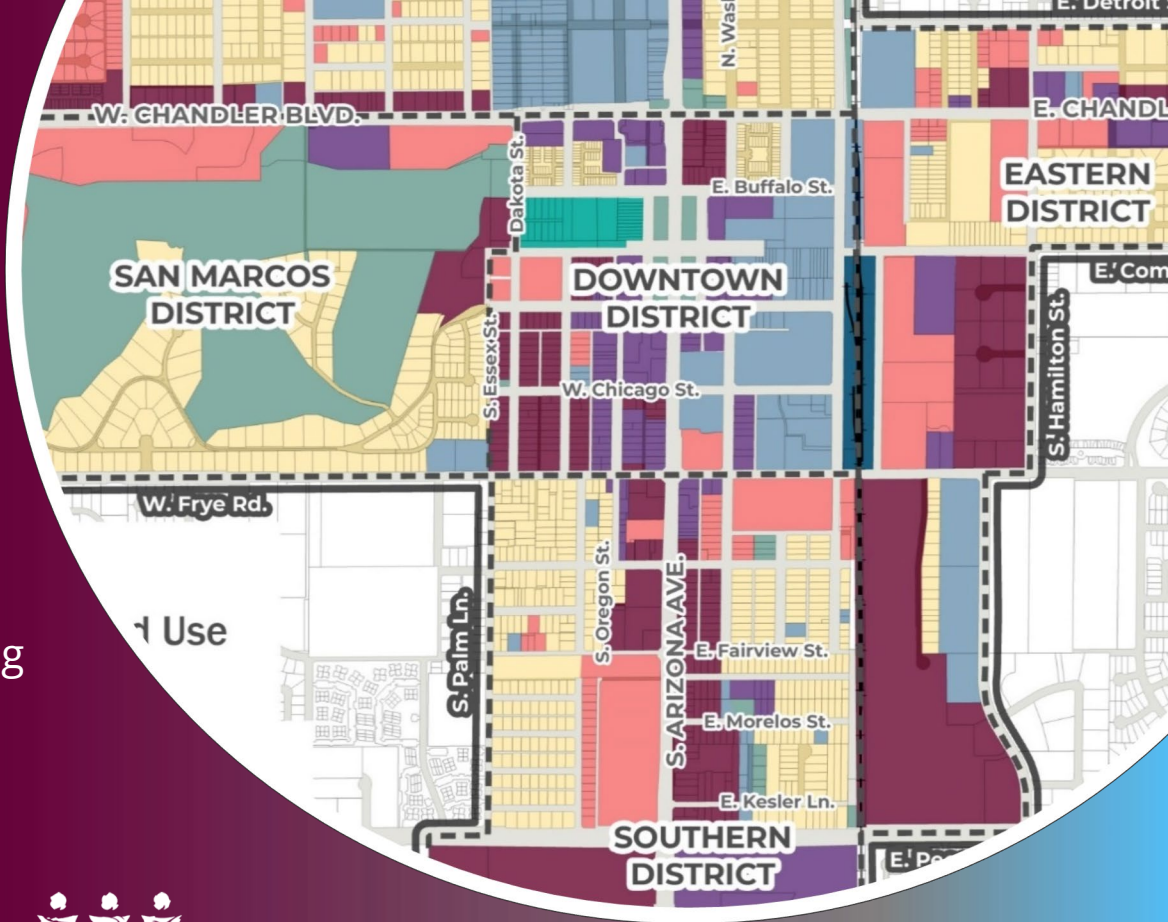 E. Detroit
N. Wash
W. CHANDLER BLVD.
E. CHANDL
Dakota St.
E. Buffalo St.
EASTERN
DISTRICT
SAN MARCOS
DISTRICT
DOWNTOWN
DISTRICT
E. Com
S. Essex St.
S. Hamilton St.
W. Chicago St.
W. Frye Rd.
S. Oregon St.
d Use
g
S. Palm Ln.
S. ARIZONA AVE.
E. Fairview St.
E. Morelos St.
E. Kesler Ln.
SOUTHERN
DISTRICT